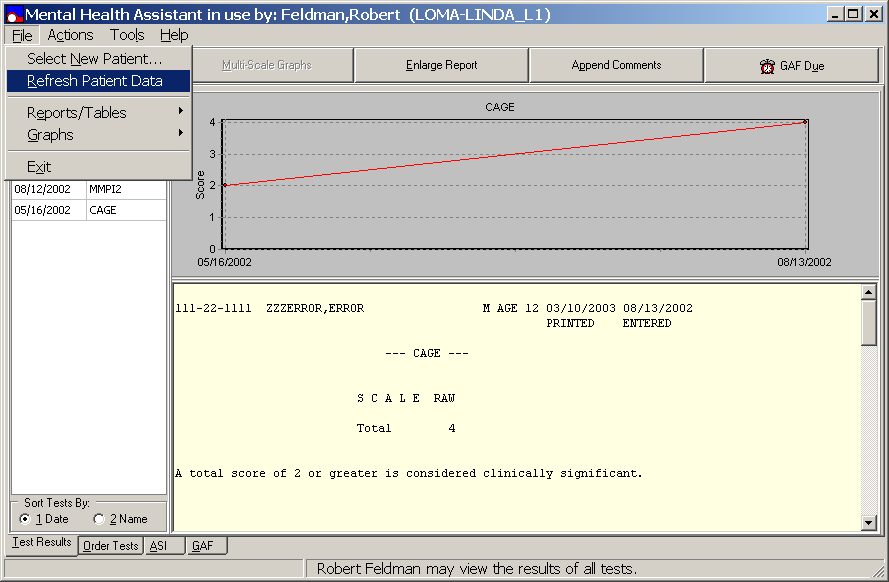 Mental Health Assistant in use by: Feldman,Robert (LOMA-LINDA_L1)
File Actions Tools Help
Select New Patient...
Refresh Patient Data
Reports/Tables
Graphs
Exit
Multi-Scale Graphs Enlarge Report Append Comments GAF Due
CAGE
4
3
2
1
0
Score
05/16/2002 08/13/2002
08/12/2002 MMPI2
05/16/2002 CAGE
111-22-1111 ZZZERROR,ERROR M AGE 12 03/10/2003 08/13/2002
PRINTED ENTERED
--- CAGE ---
S C A L E RAW
Total 4
A total score of 2 or greater is considered clinically significant.
Sort Tests By:
1 Date 2 Name
Test Results Order Tests ASI GAF
Robert Feldman may view the results of all tests.